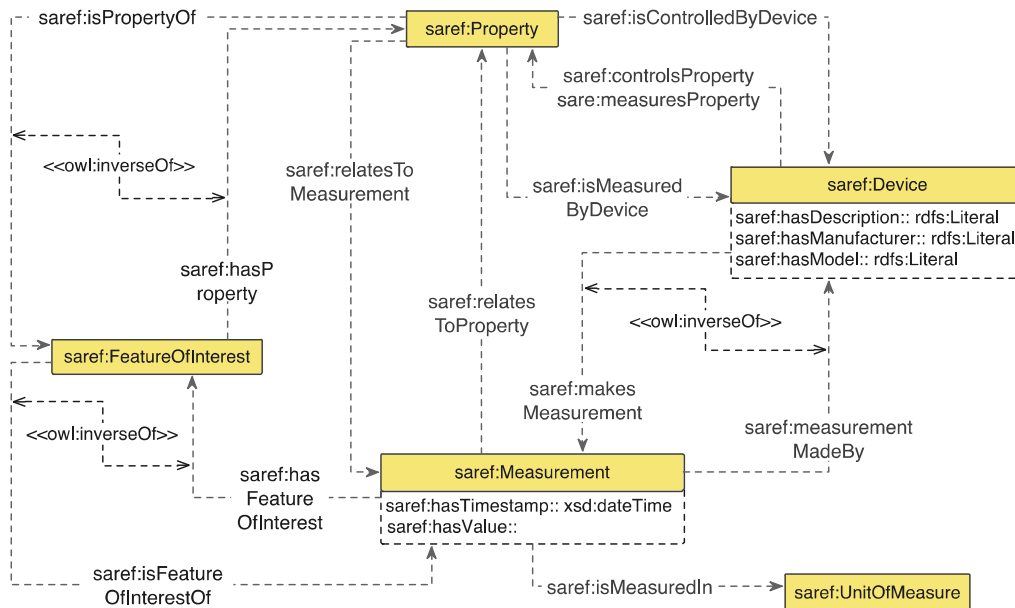 saref:isPropertyOf
saref:Property
saref:isControlledByDevice
saref:controlsProperty
sare:measuresProperty
<<owl:inverseOf>>
saref:relatesTo
Measurement
saref:isMeasured
ByDevice
saref:Device
saref:hasDescription:: rdfs:Literal
saref:hasManufacturer:: rdfs:Literal
saref:hasModel:: rdfs:Literal
saref:hasP
roperty
saref:relates
ToProperty
<<owl:inverseOf>>
saref:FeatureOfInterest
saref:makes
Measurement
<<owl:inverseOf>>
saref:measurement
MadeBy
saref:has
Feature
OfInterest
saref:Measurement
saref:hasTimestamp:: xsd:dateTime
saref:hasValue::
saref:isFeature
OfInterestOf
saref:isMeasuredIn
saref:UnitOfMeasure